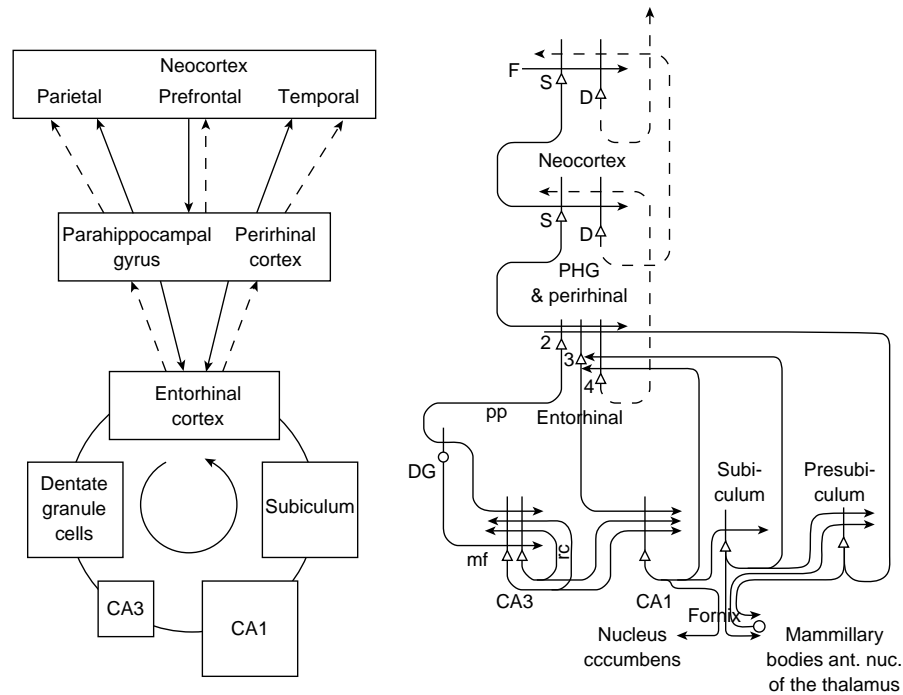 Neocortex
Parietal Prefrontal Temporal
Parahippocampal
gyrus
Perirhinal
cortex
Entorhinal
cortex
Dentate
granule
cells
Subiculum
CA3
CA1
F
S
D
Neocortex
S
D
PHG
& perirhinal
2
3
4
pp
Entorhinal
DG
Subi-
culum
Presubi-
culum
mf
rc
CA3
CA1
Fornix
Nucleus
cccumbens
Mammillary
bodies ant. nuc.
of the thalamus